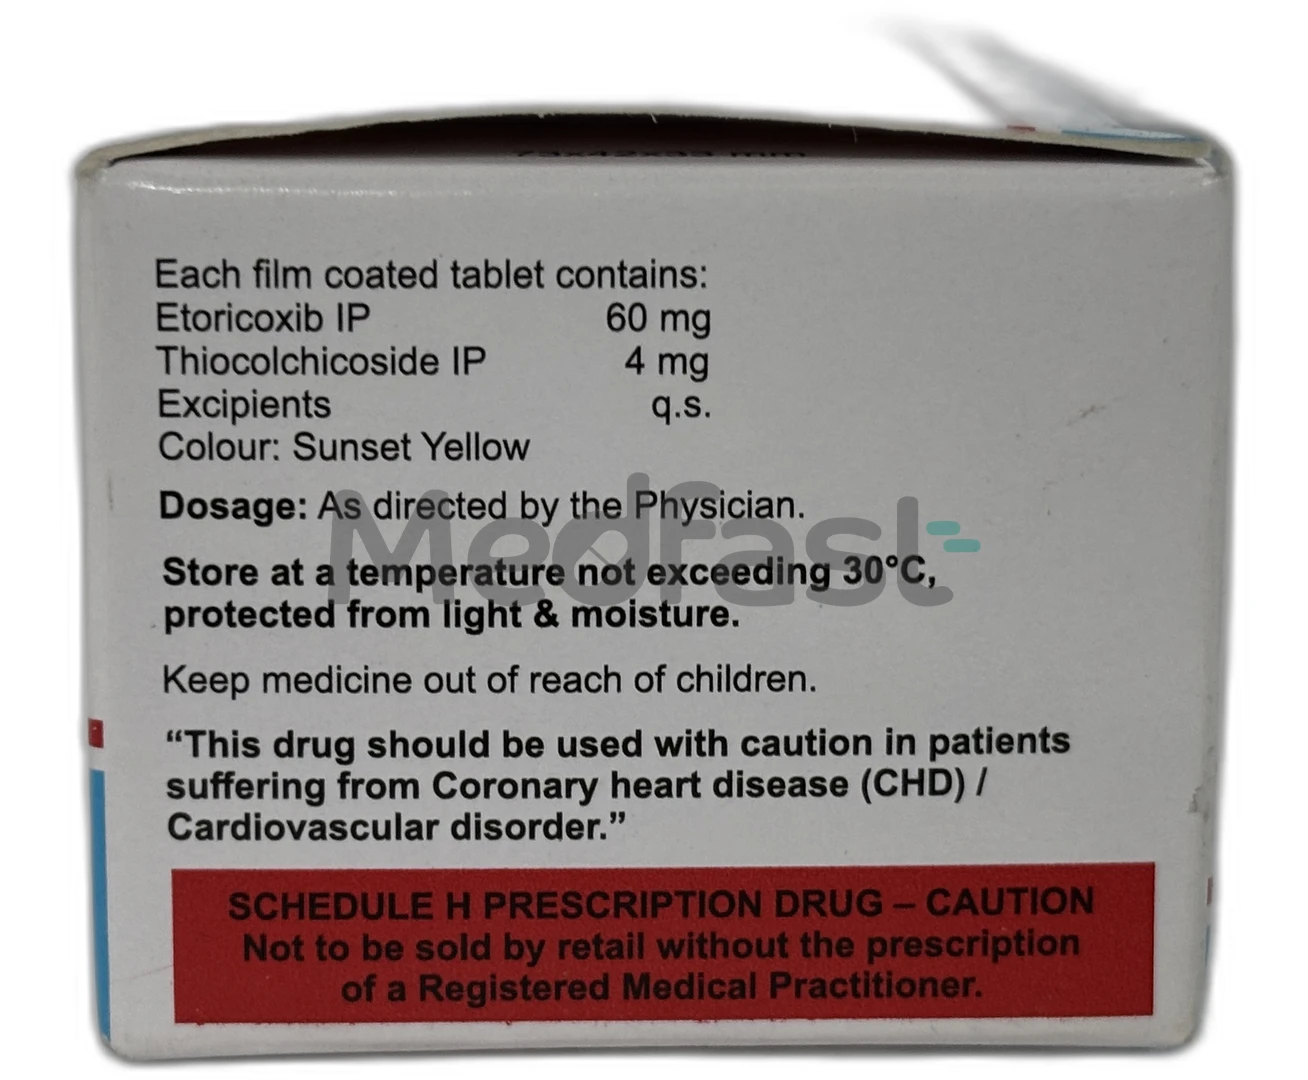 73x42x33 mm
Each film coated tablet contains:
Etoricoxib IP 60 mg
Thiocolchicoside IP 4 mg
Excipients q.s.
Colour: Sunset Yellow
Dosage: As directed by the Physician.
Medfast
Store at a temperature not exceeding 30°C,
protected from light & moisture.
Keep medicine out of reach of children.
“This drug should be used with caution in patients
suffering from Coronary heart disease (CHD) /
Cardiovascular disorder.”
SCHEDULE H PRESCRIPTION DRUG – CAUTION
Not to be sold by retail without the prescription
of a Registered Medical Practitioner.